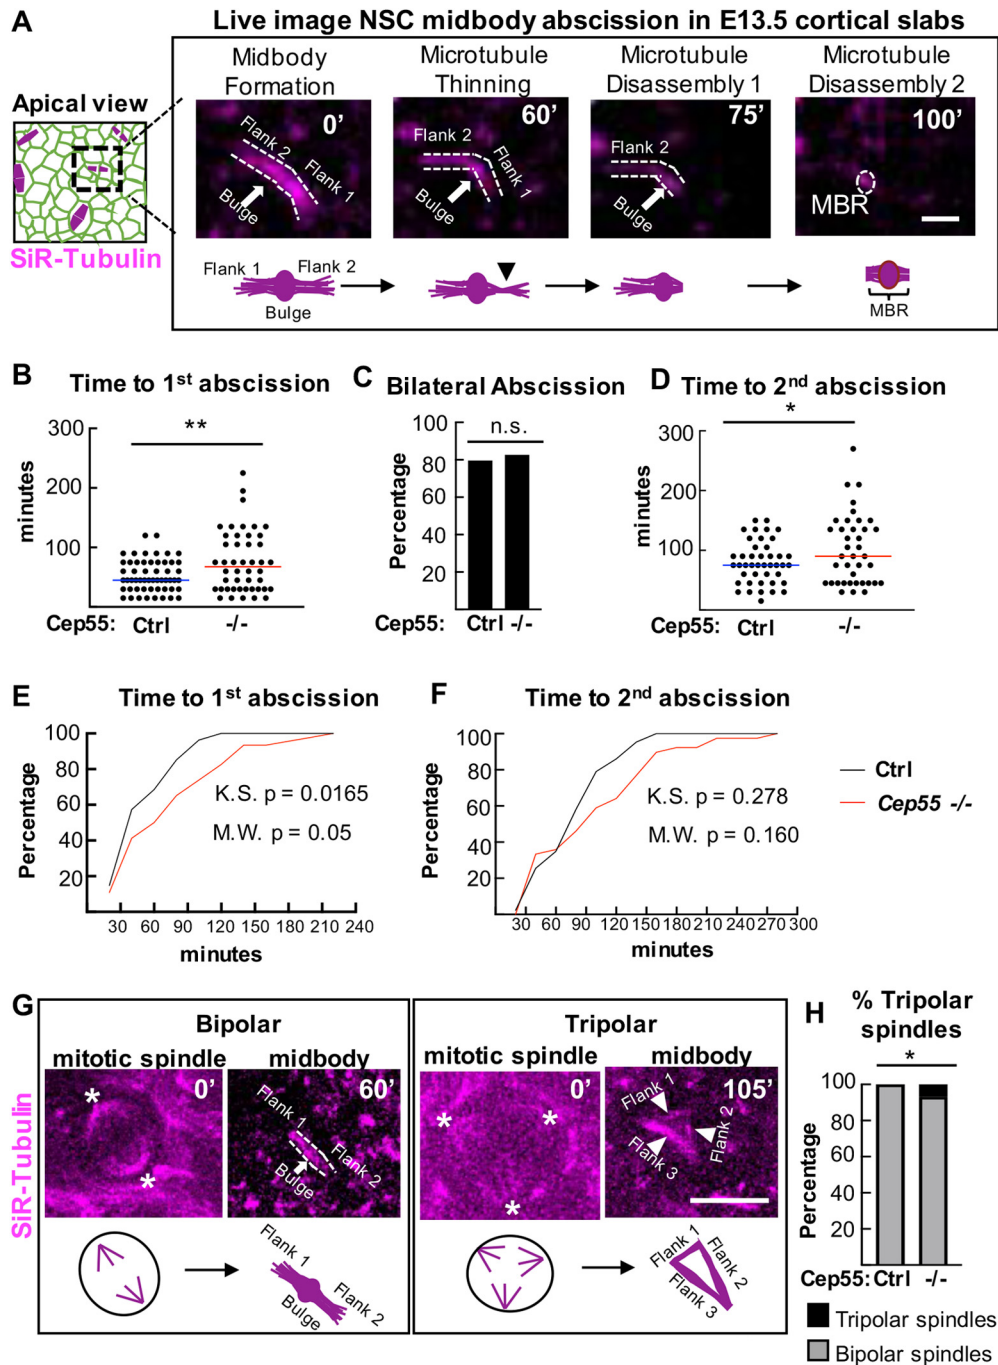 A
Live image NSC midbody abscission in E13.5 cortical slabs
Apical view
SiR-Tubulin
Midbody
Formation
Microtubule
Thinning
Microtubule
Disassembly 1
Microtubule
Disassembly 2
0’
Flank 2
Flank 1
Bulge
60’
Flank 2
Flank 1
Bulge
75’
Flank 2
Bulge
100’
MBR
Flank 1
Flank 2
Bulge
MBR
B
Time to 1st abscission
**
300
200
100
minutes
Cep55: Ctrl -/-
C
Bilateral Abscission
n.s.
100
80
60
40
20
Percentage
Cep55: Ctrl -/-
D
Time to 2nd abscission
*
300
200
100
minutes
Cep55: Ctrl -/-
E
Time to 1st abscission
100
80
60
40
20
Percentage
K.S. p = 0.0165
M.W. p = 0.05
30 60 90 120 150 180 210 240
minutes
F
Time to 2nd abscission
100
80
60
40
20
Percentage
K.S. p = 0.278
M.W. p = 0.160
30 60 90 120 150 180 210 240 270 300
minutes
Ctrl
Cep55 -/-
G
SiR-Tubulin
Bipolar
mitotic spindle
midbody
0’
*
*
60’
Flank 1
Flank 2
Bulge
Flank 1
Flank 2
Bulge
Tripolar
mitotic spindle
midbody
0’
*
*
*
105’
Flank 1
Flank 2
Flank 3
Flank 1
Flank 2
Flank 3
H
% Tripolar
spindles
*
100
80
60
40
20
Percentage
Cep55: Ctrl -/-
Tripolar spindles
Bipolar spindles